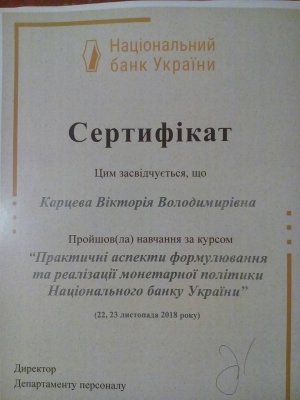 Національний
банк України
Сертифікат
Цим засвідчується, що
Карцева Вікторія Володимирівна
Пройшов(ла) навчання за курсом
“Практичні аспекти формулювання
та реалізації монетарної політики
Національного банку України”
(22, 23 листопада 2018 року)
Директор
Департаменту персоналу